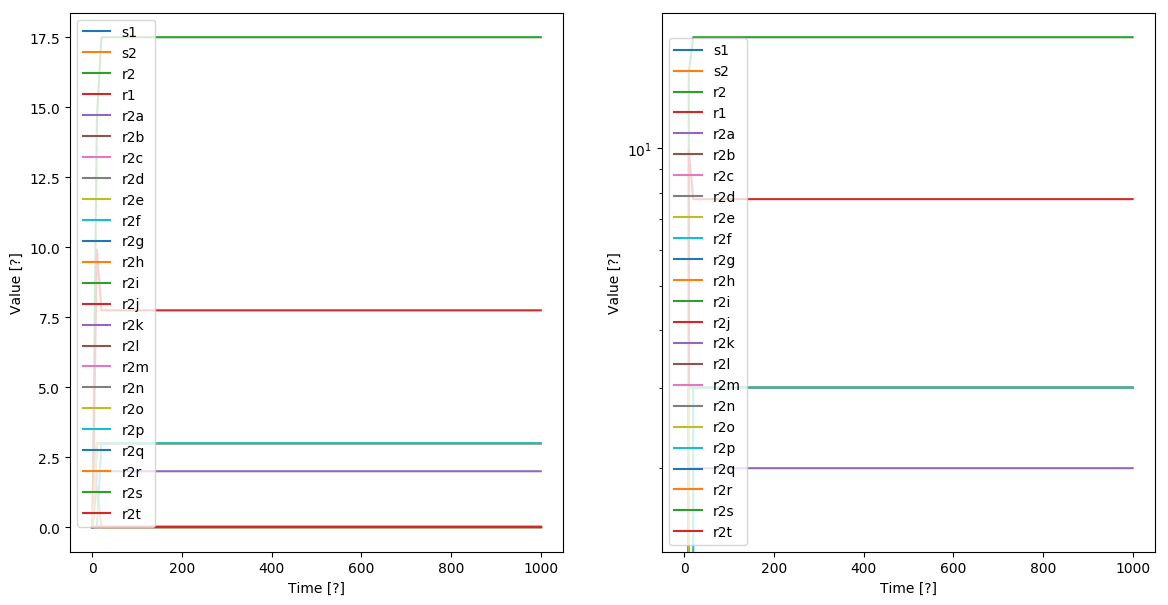 17.5
15.0
12.5
10.0
7.5
5.0
2.5
0.0
Value [?]
s1
s2
r2
r1
r2a
r2b
r2c
r2d
r2e
r2f
r2g
r2h
r2i
r2j
r2k
r2l
r2m
r2n
r2o
r2p
r2q
r2r
r2s
r2t
0 200 400 600 800 1000
Time [?]
10^1
Value [?]
s1
s2
r2
r1
r2a
r2b
r2c
r2d
r2e
r2f
r2g
r2h
r2i
r2j
r2k
r2l
r2m
r2n
r2o
r2p
r2q
r2r
r2s
r2t
0 200 400 600 800 1000
Time [?]